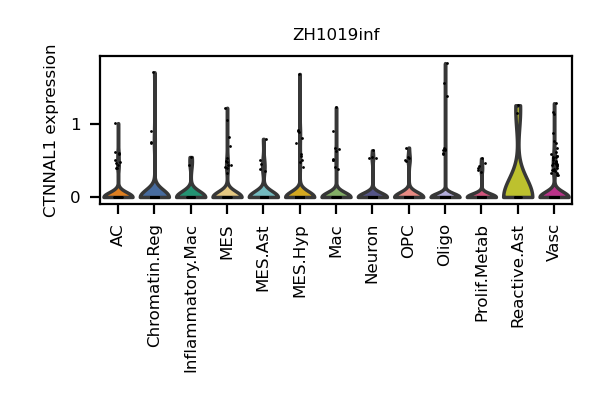 ZH1019inf
CTNNAL1 expression
1
0
AC
Chromatin.Reg
Inflammatory.Mac
MES
MES.Ast
MES.Hyp
Mac
Neuron
OPC
Oligo
Prolif.Metab
Reactive.Ast
Vasc